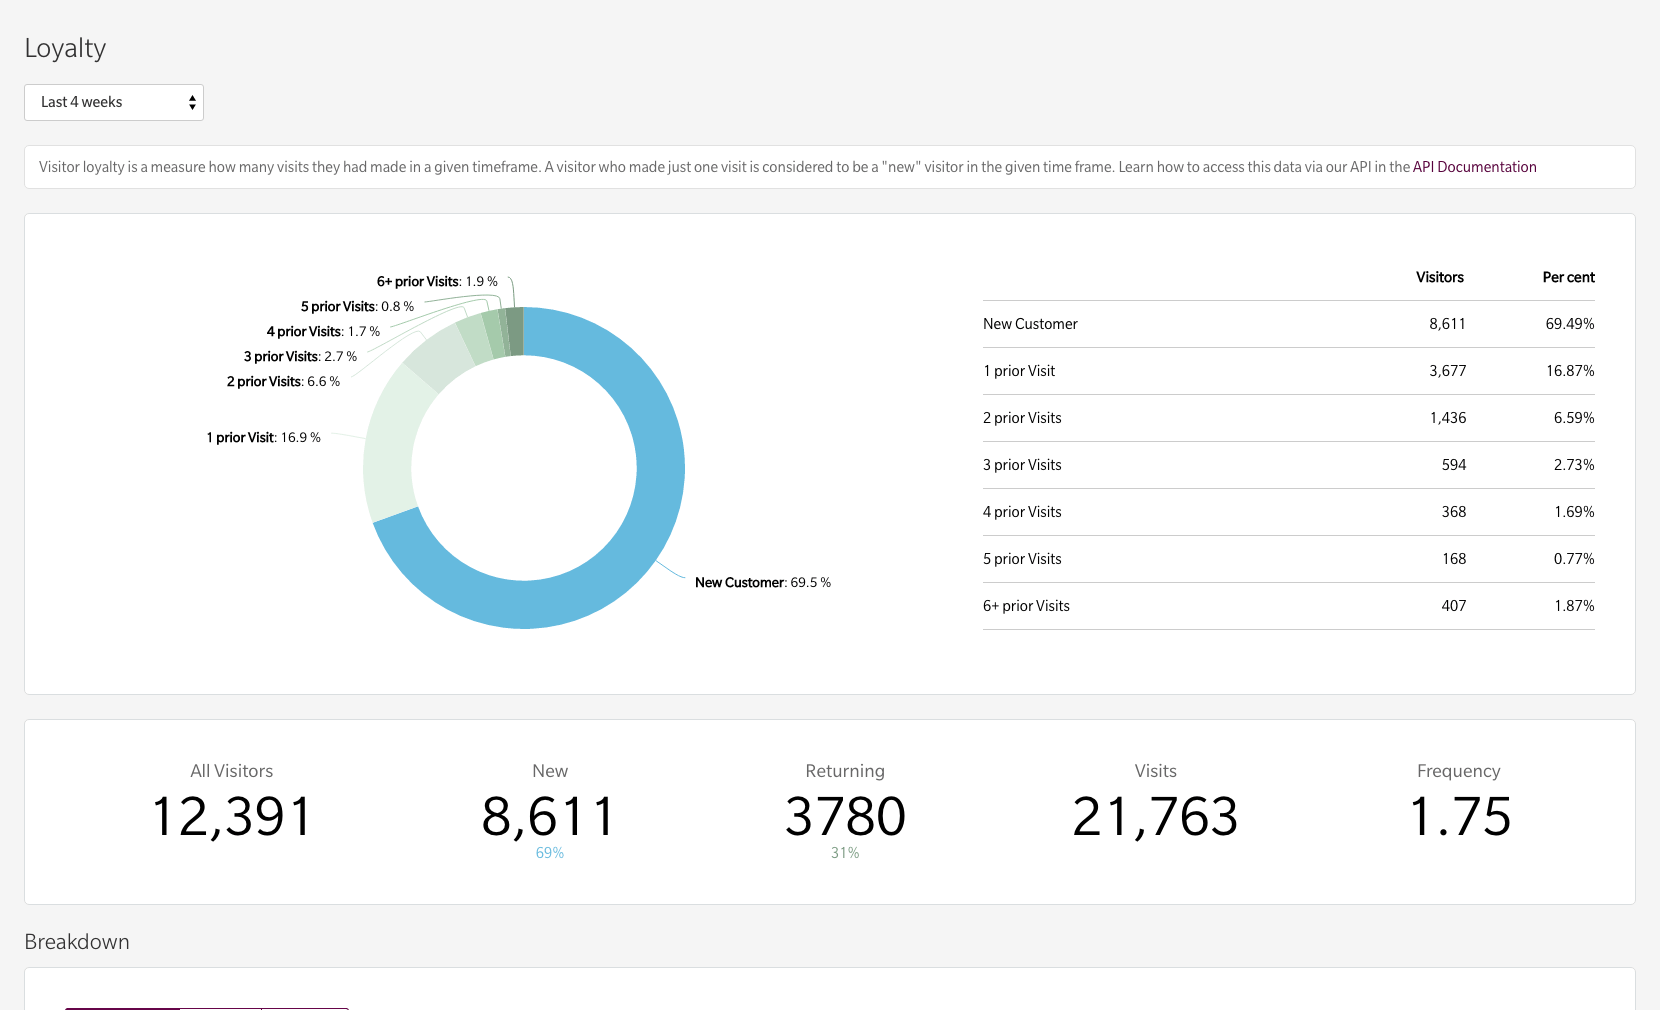 Loyalty
Last 4 weeks
Visitor loyalty is a measure how many visits they had made in a given timeframe. A visitor who made just one visit is considered to be a "new" visitor in the given time frame. Learn how to access this data via our API in the API Documentation
6+ prior Visits: 1.9 %
5 prior Visits: 0.8 %
4 prior Visits: 1.7 %
3 prior Visits: 2.7 %
2 prior Visits: 6.6 %
1 prior Visit: 16.9 %
New Customer: 69.5 %
Visitors Per cent
New Customer 8,611 69.49%
1 prior Visit 3,677 16.87%
2 prior Visits 1,436 6.59%
3 prior Visits 594 2.73%
4 prior Visits 368 1.69%
5 prior Visits 168 0.77%
6+ prior Visits 407 1.87%
All Visitors New Returning Visits Frequency
12,391 8,611 3780 21,763 1.75
69% 31%
Breakdown